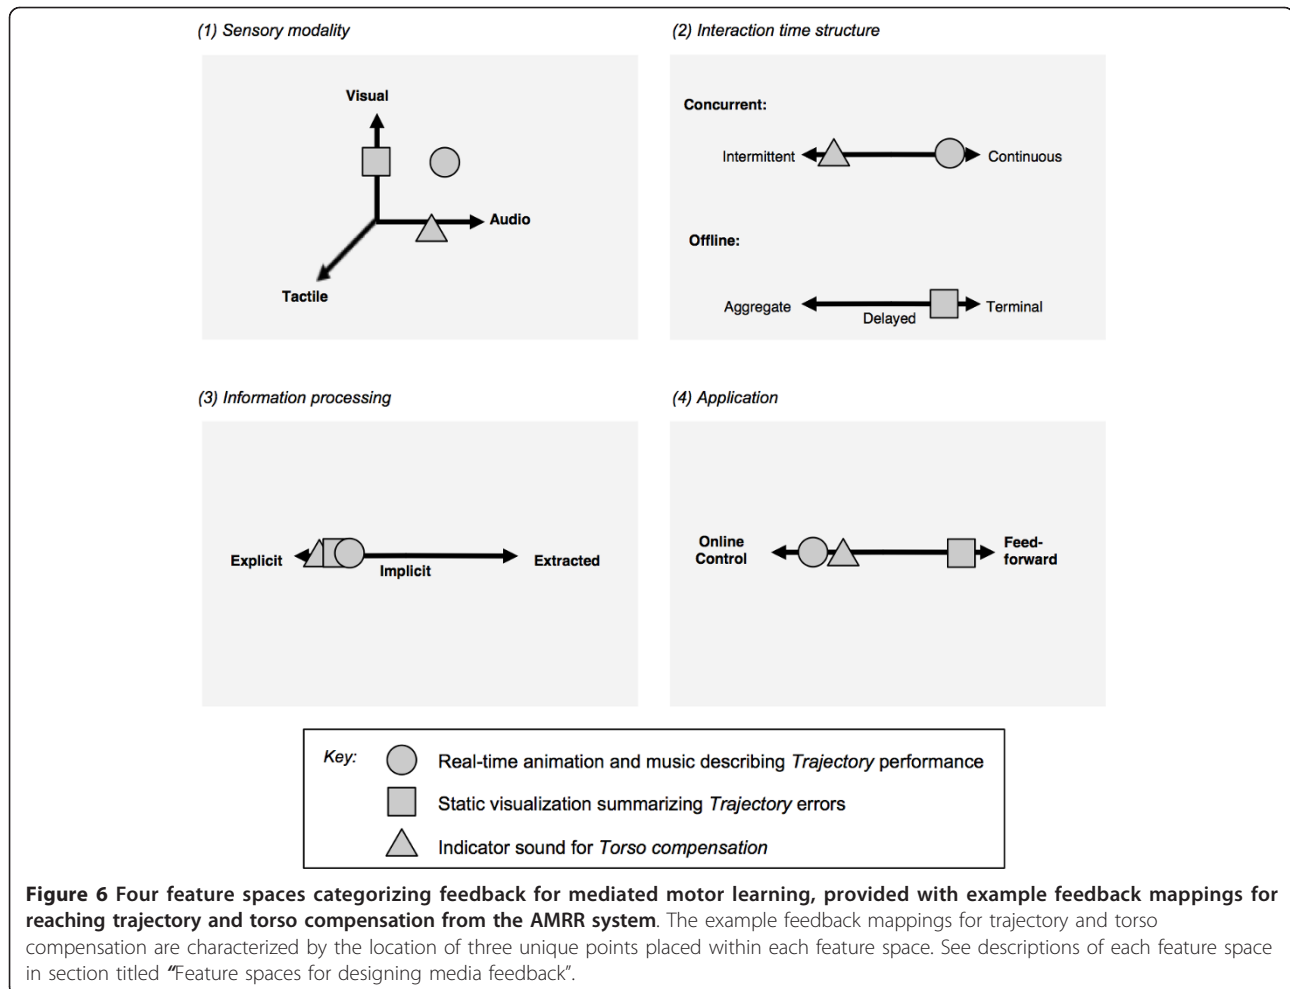 (1) Sensory modality
Visual
Audio
Tactile
(2) Interaction time structure
Concurrent:
Intermittent
Continuous
Offline:
Aggregate
Delayed
Terminal
(3) Information processing
Explicit
Implicit
Extracted
(4) Application
Online
Control
Feed-
forward
Key:
Real-time animation and music describing Trajectory performance
Static visualization summarizing Trajectory errors
Indicator sound for Torso compensation
Figure 6 Four feature spaces categorizing feedback for mediated motor learning, provided with example feedback mappings for
reaching trajectory and torso compensation from the AMRR system. The example feedback mappings for trajectory and torso
compensation are characterized by the location of three unique points placed within each feature space. See descriptions of each feature space
in section titled "Feature spaces for designing media feedback".